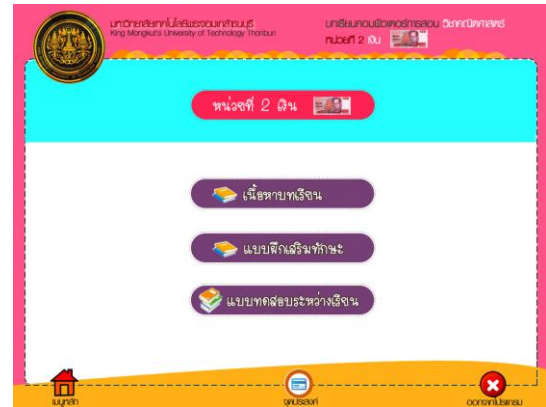 มหาวิทยาลัยเทคโนโลยีพระจอมเกล้าธนบุรี
King Mongkut's University of Technology Thonburi
บทเรียนคอมพิวเตอร์การสอน วิชาคณิตศาสตร์
หน่วยที่ 2 เงิน
หน่วยที่ 2 เงิน
เนื้อหาบทเรียน
แบบฝึกเสริมทักษะ
แบบทดสอบระหว่างเรียน
เมนูหลัก
จุดประสงค์
ออกจากโปรแกรม